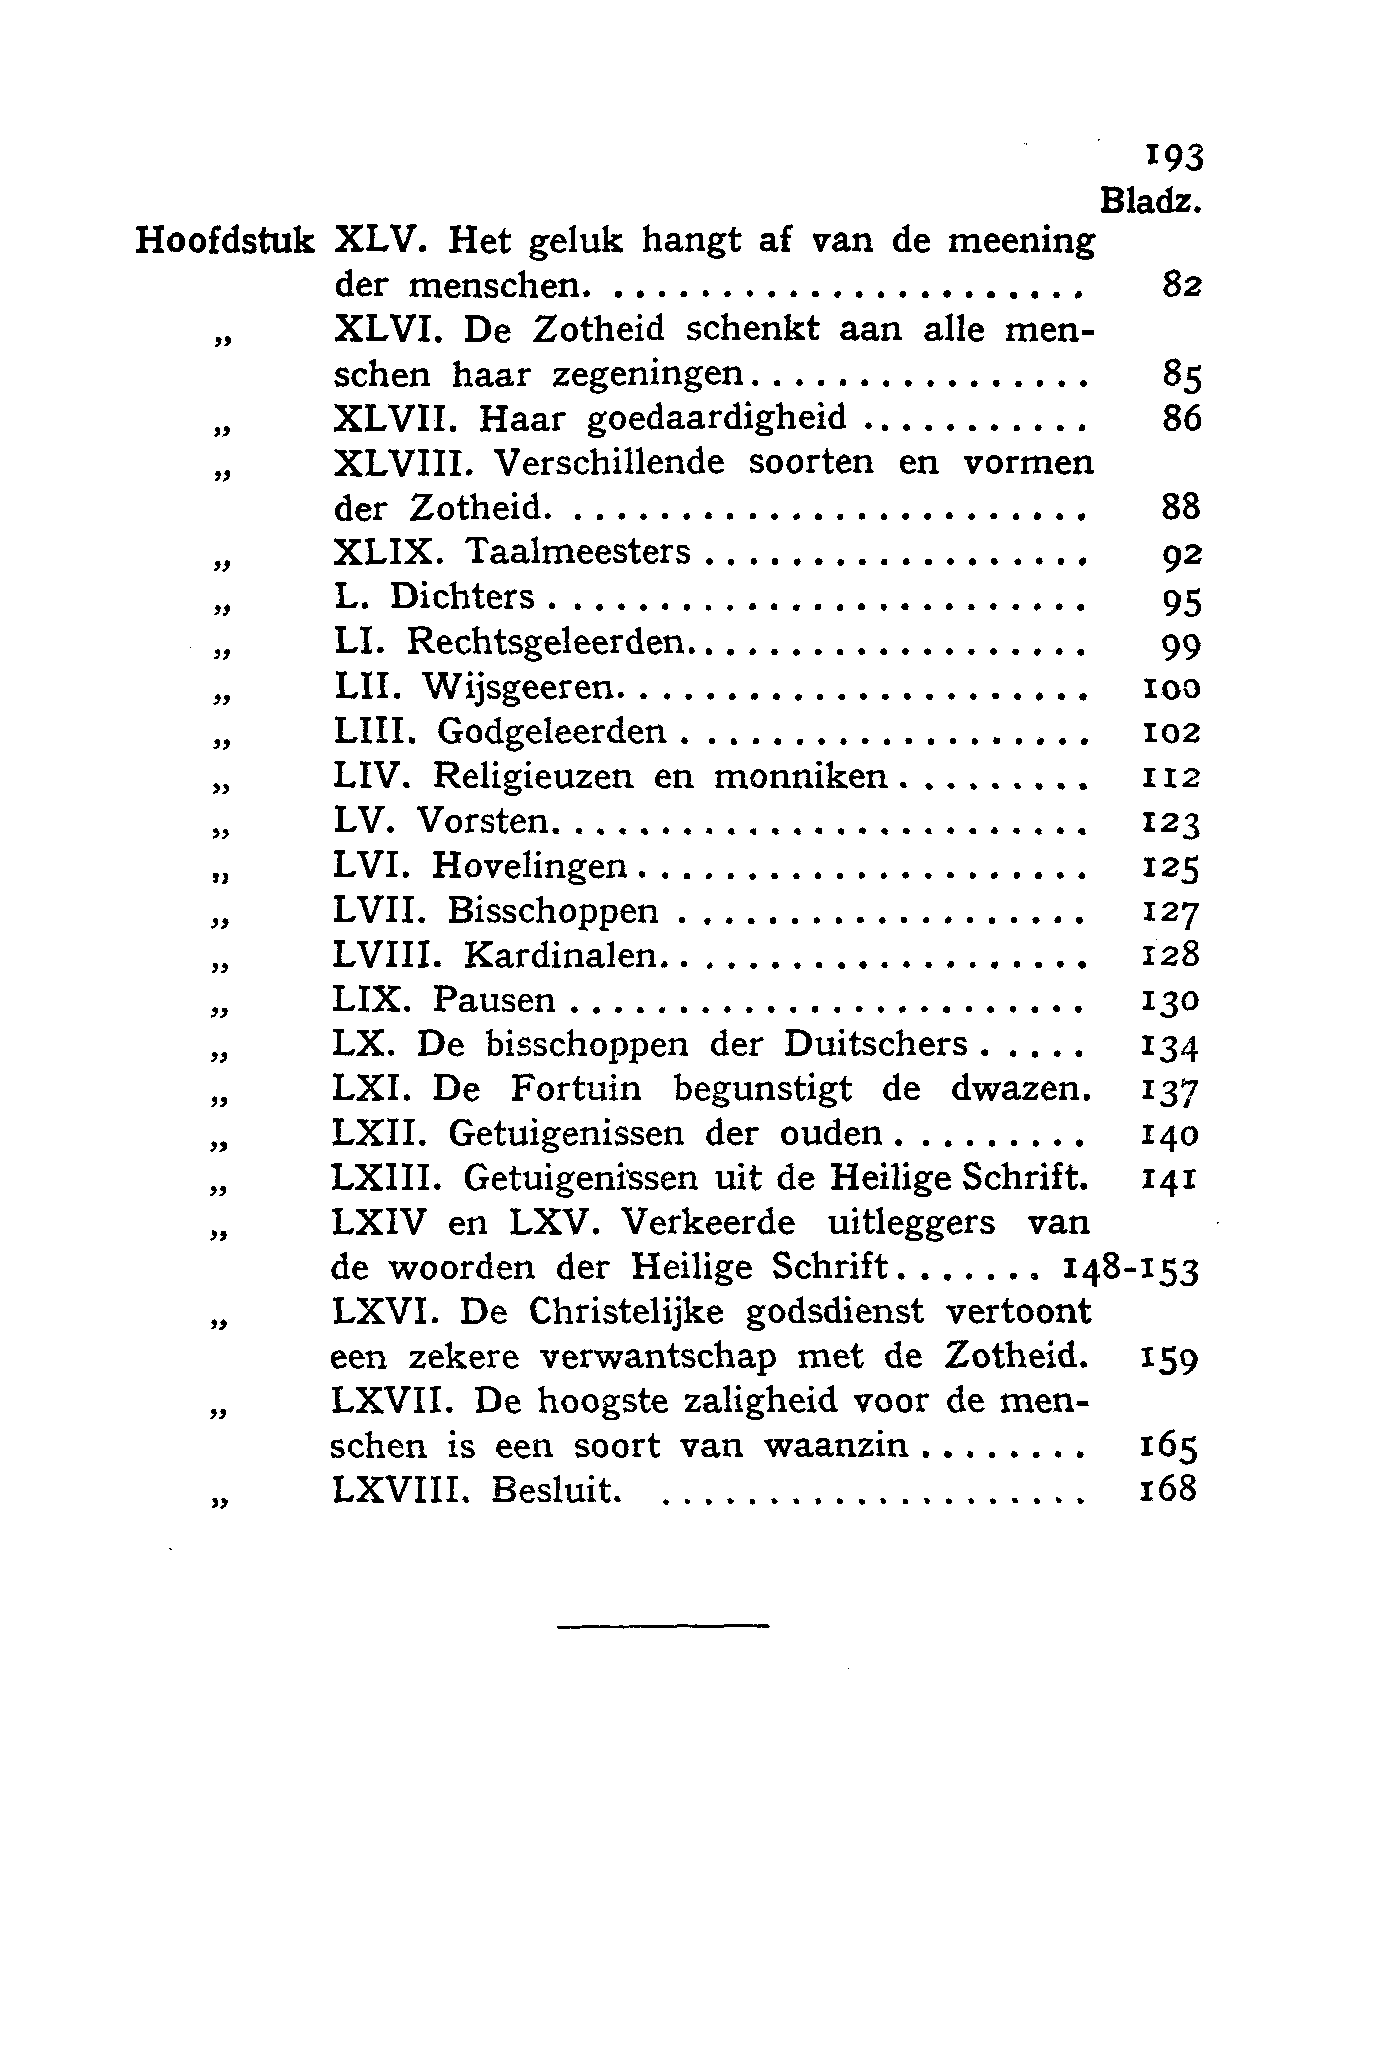 193
Bladz.
Hoofdstuk XLV. Het geluk hangt af van de meening
der menschen. ...................... 82
„ XLVI. De Zotheid schenkt aan alle men-
schen haar zegeningen................ 85
„ XLVII. Haar goedaardigheid ........... 86
„ XLVIII. Verschillende soorten en vormen
der Zotheid. ........................ 88
„ XLIX. Taalmeesters .................. 92
„ L. Dichters ......................... 95
„ LI. Rechtsgeleerden................... 99
„ LII. Wijsgeeren...................... 100
„ LIII. Godgeleerden ................... 102
„ LIV. Religieuzen en monniken ......... 112
„ LV. Vorsten......................... 123
„ LVI. Hovelingen ..................... 125
„ LVII. Bisschoppen ................... 127
„ LVIII. Kardinalen.................... 128
„ LIX. Pausen ........................ 130
„ LX. De bisschoppen der Duitschers ..... 134
„ LXI. De Fortuin begunstigt de dwazen. 137
„ LXII. Getuigenissen der ouden ......... 140
„ LXIII. Getuigenissen uit de Heilige Schrift. 141
„ LXIV en LXV. Verkeerde uitleggers van
de woorden der Heilige Schrift....... 148-153
„ LXVI. De Christelijke godsdienst vertoont
een zekere verwantschap met de Zotheid. 159
„ LXVII. De hoogste zaligheid voor de men-
schen is een soort van waanzin ........ 165
„ LXVIII. Besluit. .................... 168